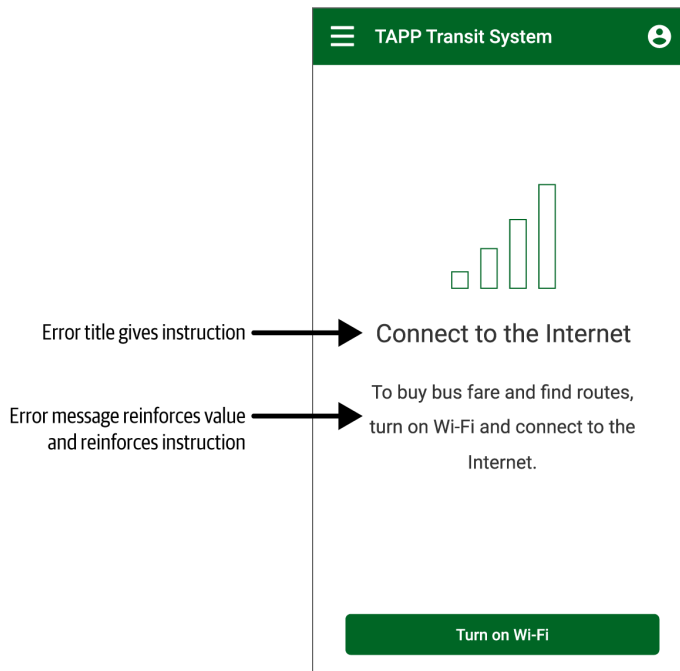 TAPP Transit System
Error title gives instruction
Connect to the Internet
Error message reinforces value
and reinforces instruction
To buy bus fare and find routes,
turn on Wi-Fi and connect to the
Internet.
Turn on Wi-Fi